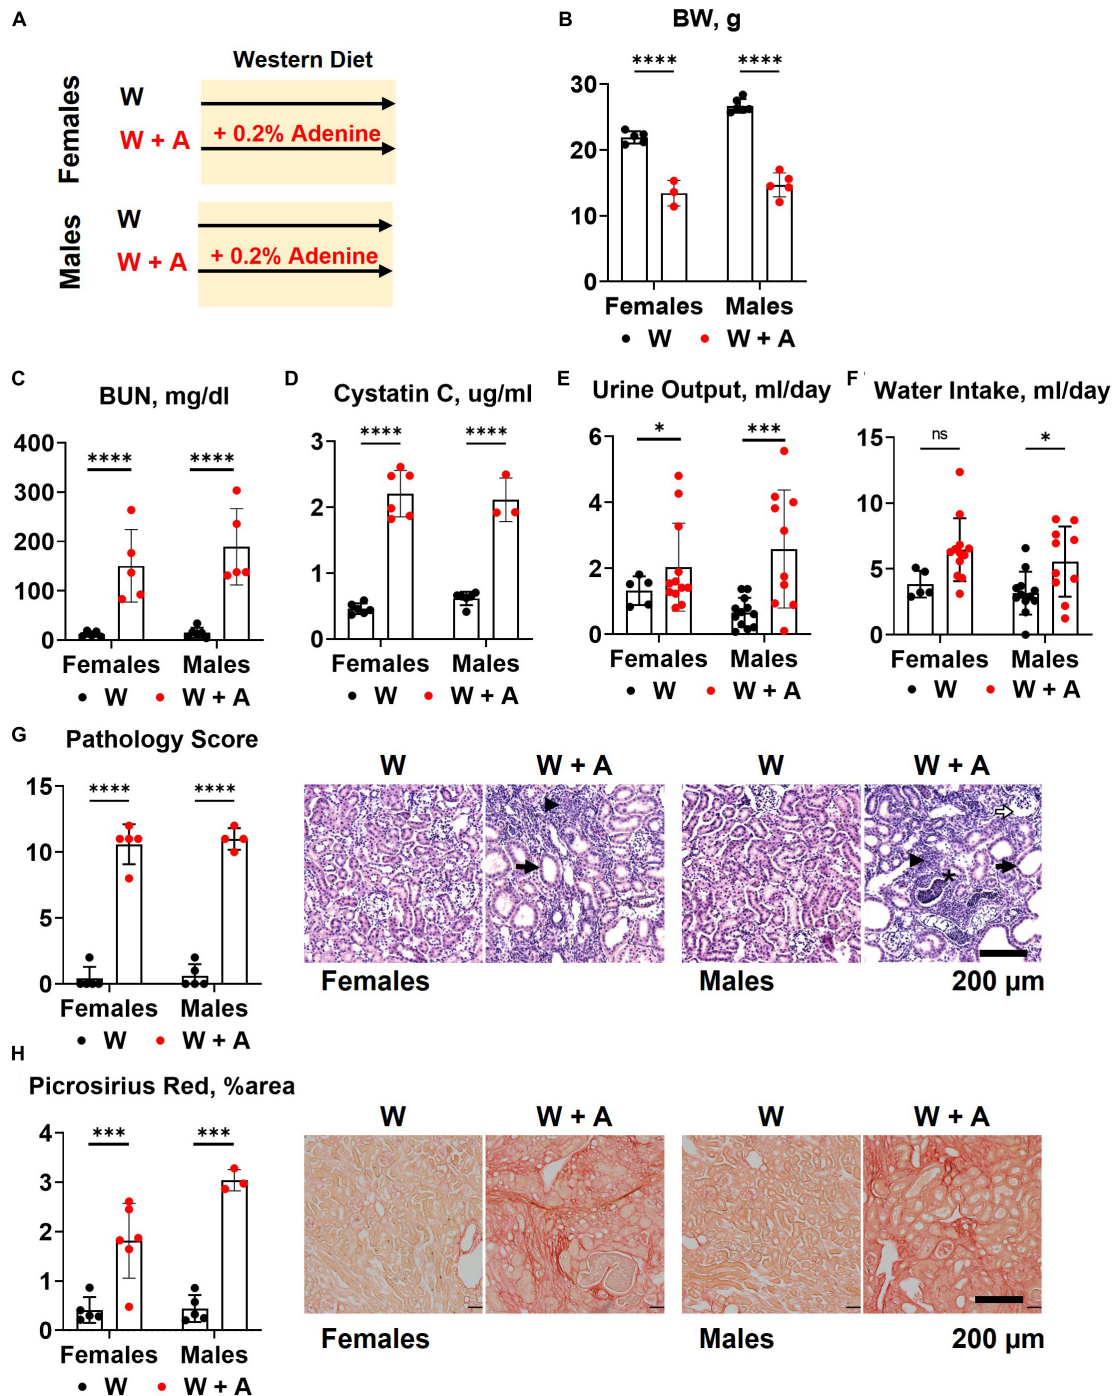 A
Western Diet
Females
W
W + A
+ 0.2% Adenine
Males
W
W + A
+ 0.2% Adenine
B
BW, g
**** ****
30
20
10
0
Females Males
W W + A
C
BUN, mg/dl
400
300
200
100
0
**** ****
Females Males
W W + A
D
Cystatin C, ug/ml
3
2
1
0
**** ****
Females Males
W W + A
E
Urine Output, ml/day
6
4
2
0
* ***
Females Males
W W + A
F
Water Intake, ml/day
15
10
5
0
ns *
Females Males
W W + A
G
Pathology Score
15
10
5
0
**** ****
Females Males
W W + A
W W + A W W + A
*
Females Males 200 µm
H
Picrosirius Red, %area
4
3
2
1
0
*** ***
Females Males
W W + A
W W + A W W + A
Females Males 200 µm